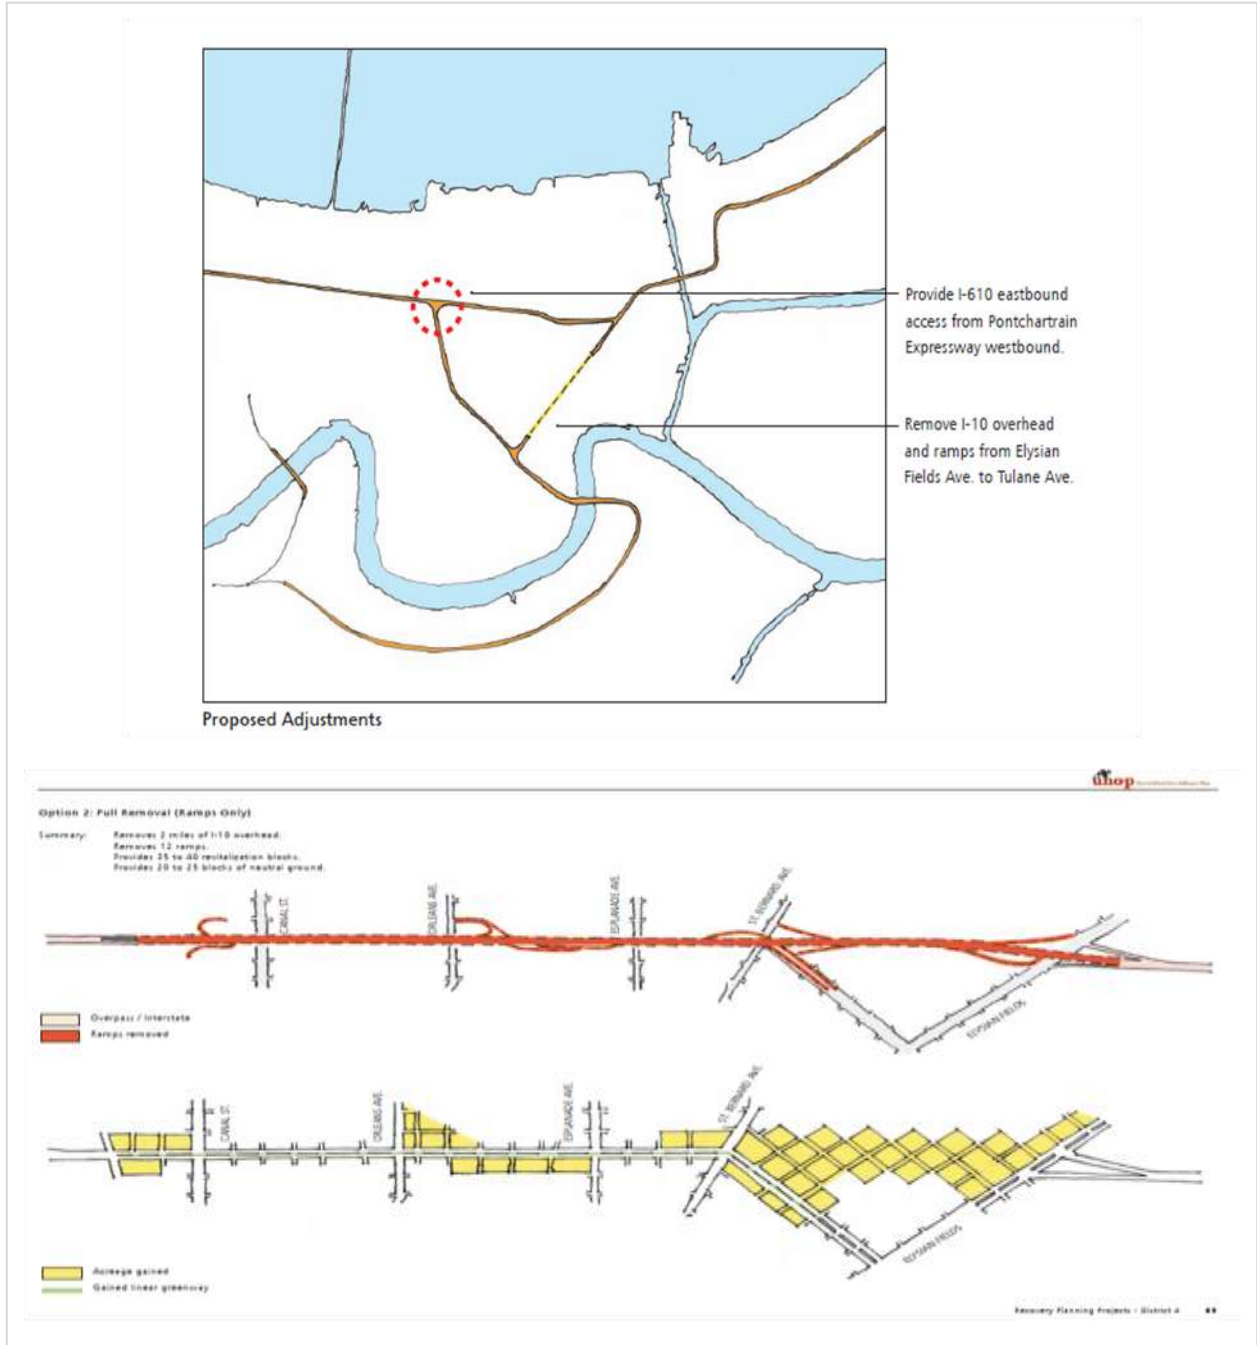 Provide I-610 eastbound
access from Pontchartrain
Expressway westbound.
Remove I-10 overhead
and ramps from Elysian
Fields Ave. to Tulane Ave.
Proposed Adjustments
unop
Option 2: Full Removal (Ramps Only)
Summary: Removes 2 miles of I-10 overhead.
Removes 12 ramps.
Provides 35 to 40 revitalization blocks.
Provides 20 to 25 blocks of neutral ground.
CANAL ST.
ORLEANS AVE.
ESPLANADE AVE.
ST. BERNARD AVE.
ELYSIAN FIELDS
Overpass / Interstate
Ramps removed
CANAL ST.
ORLEANS AVE.
ESPLANADE AVE.
ST. BERNARD AVE.
ELYSIAN FIELDS
Acreage gained
Gained linear greenway
Recovery Planning Projects - District 4